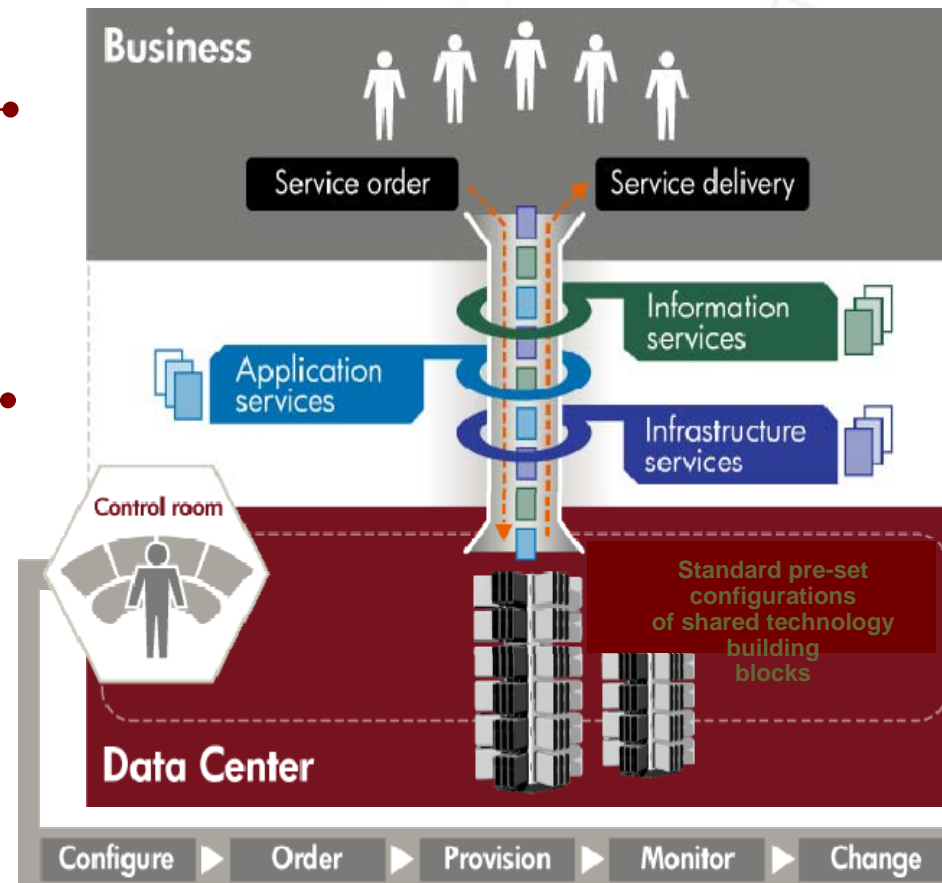 Business
Service order
Service delivery
Information
services
Application
services
Infrastructure
services
Control room
Standard pre-set
configurations
of shared technology
building
blocks
Data Center
Configure
Order
Provision
Monitor
Change